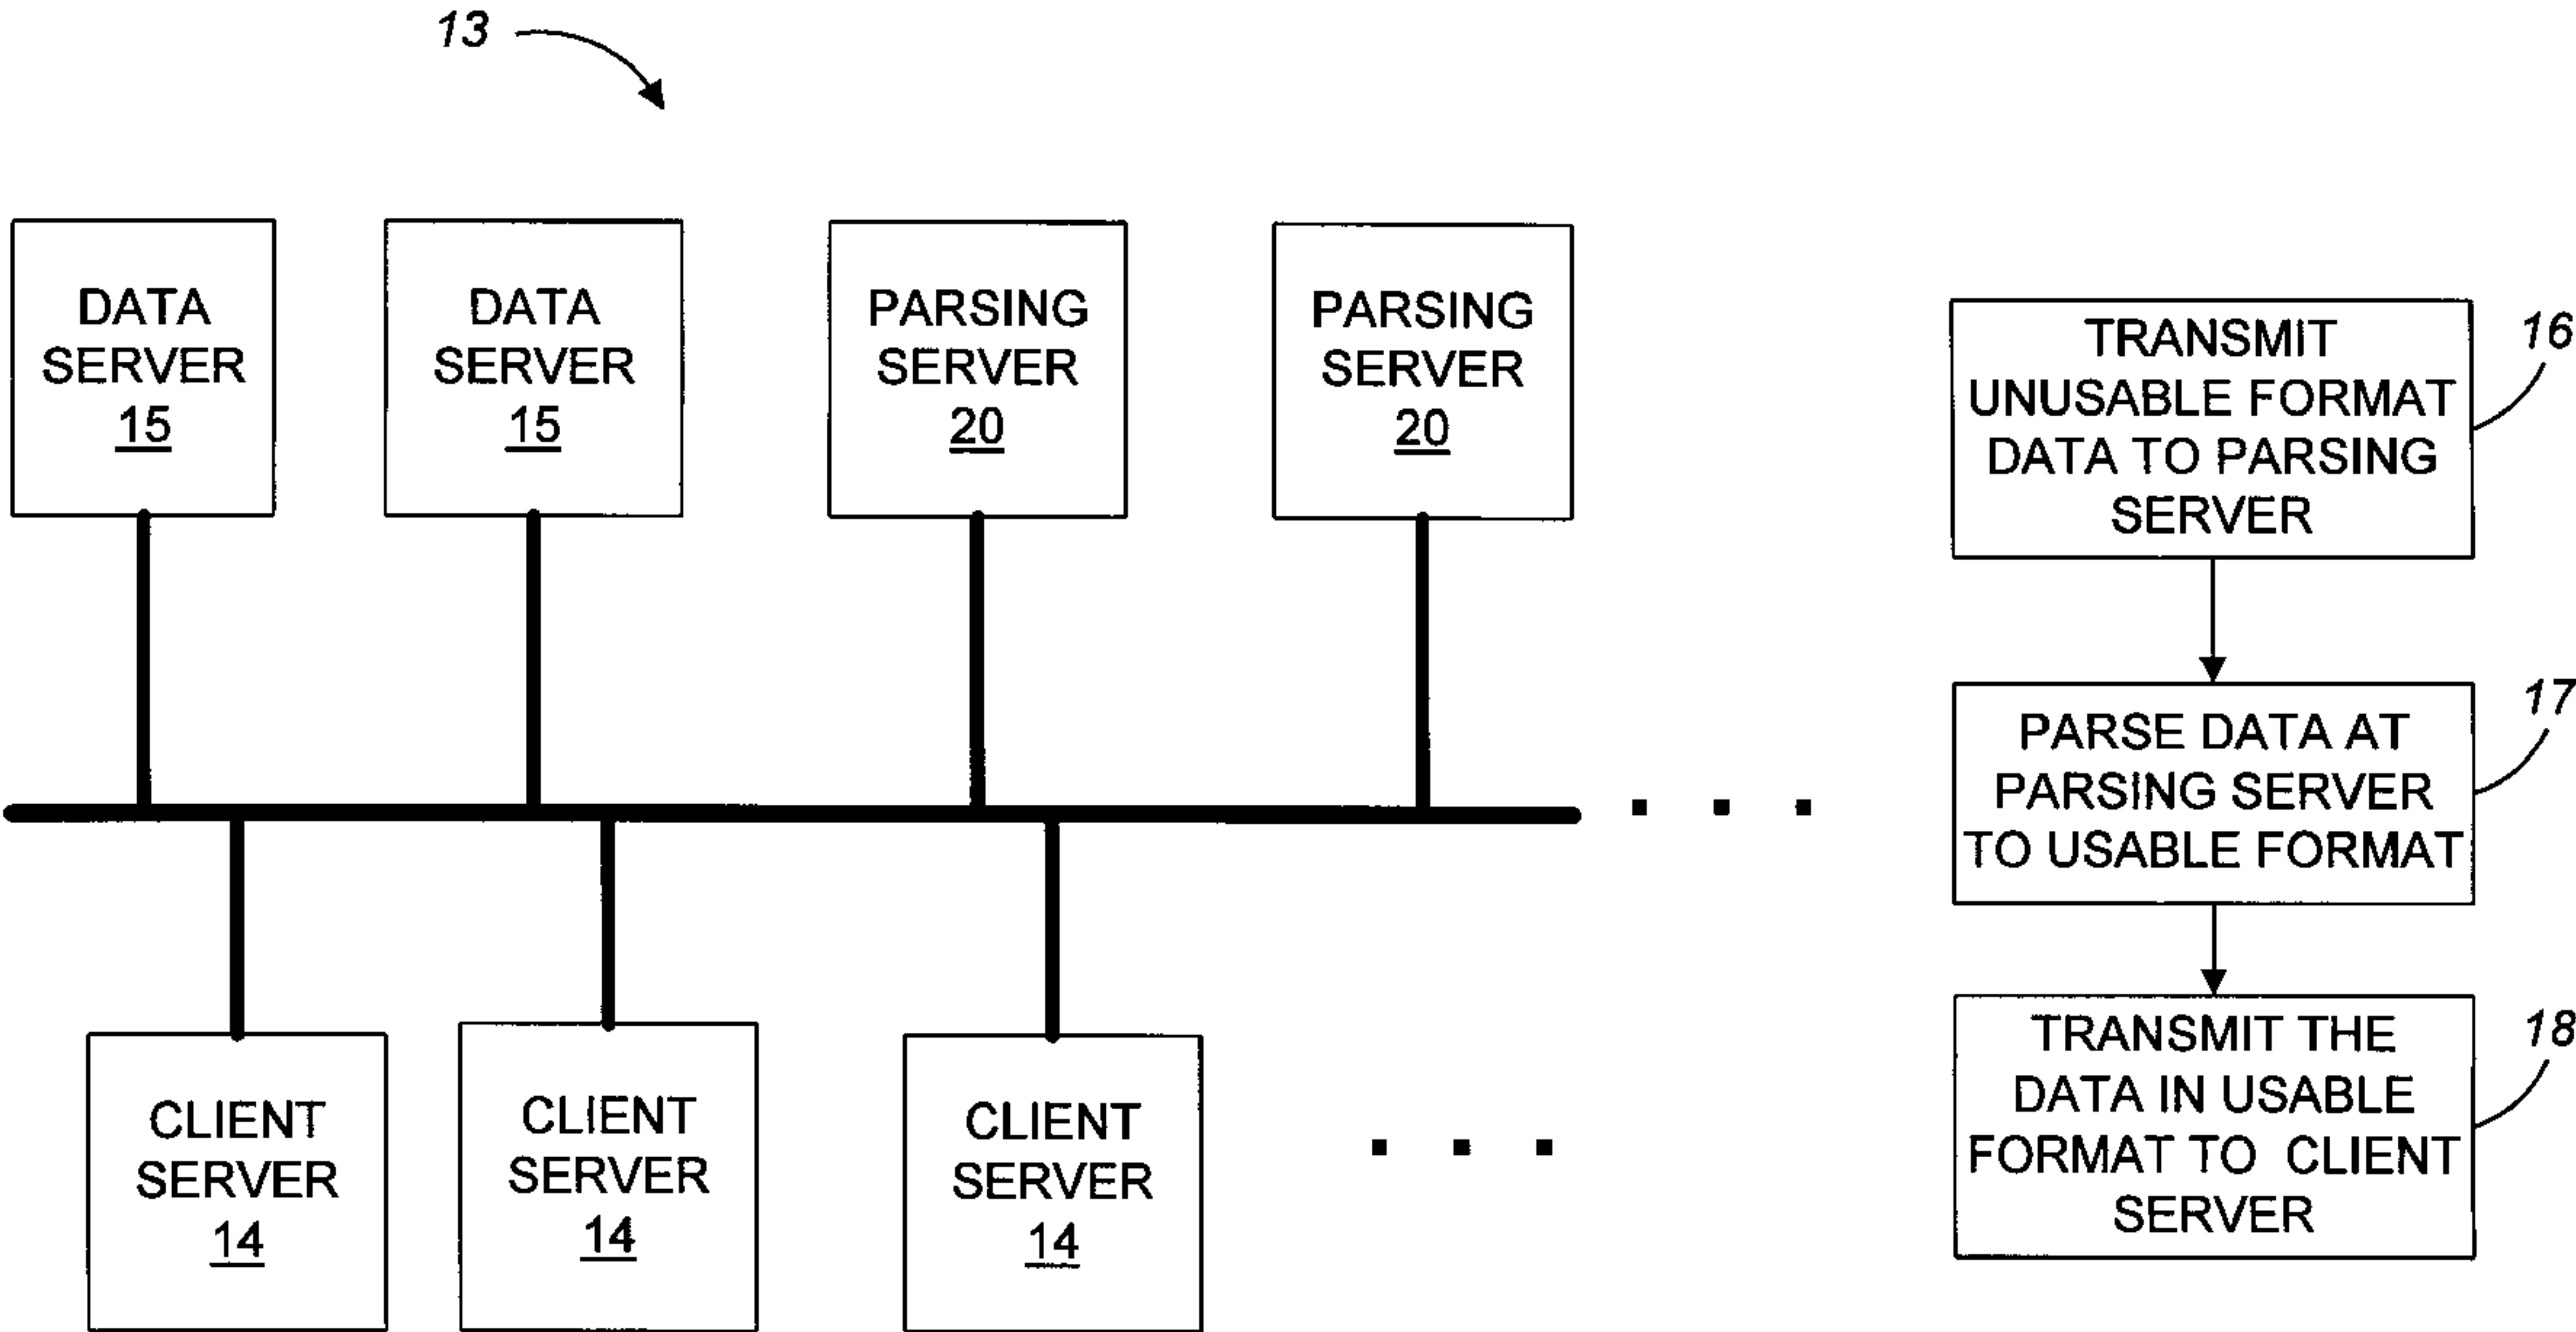 13
DATA
SERVER
15
DATA
SERVER
15
PARSING
SERVER
20
PARSING
SERVER
20
CLIENT
SERVER
14
CLIENT
SERVER
14
CLIENT
SERVER
14
TRANSMIT
UNUSABLE FORMAT
DATA TO PARSING
SERVER
16
PARSE DATA AT
PARSING SERVER
TO USABLE FORMAT
17
TRANSMIT THE
DATA IN USABLE
FORMAT TO CLIENT
SERVER
18